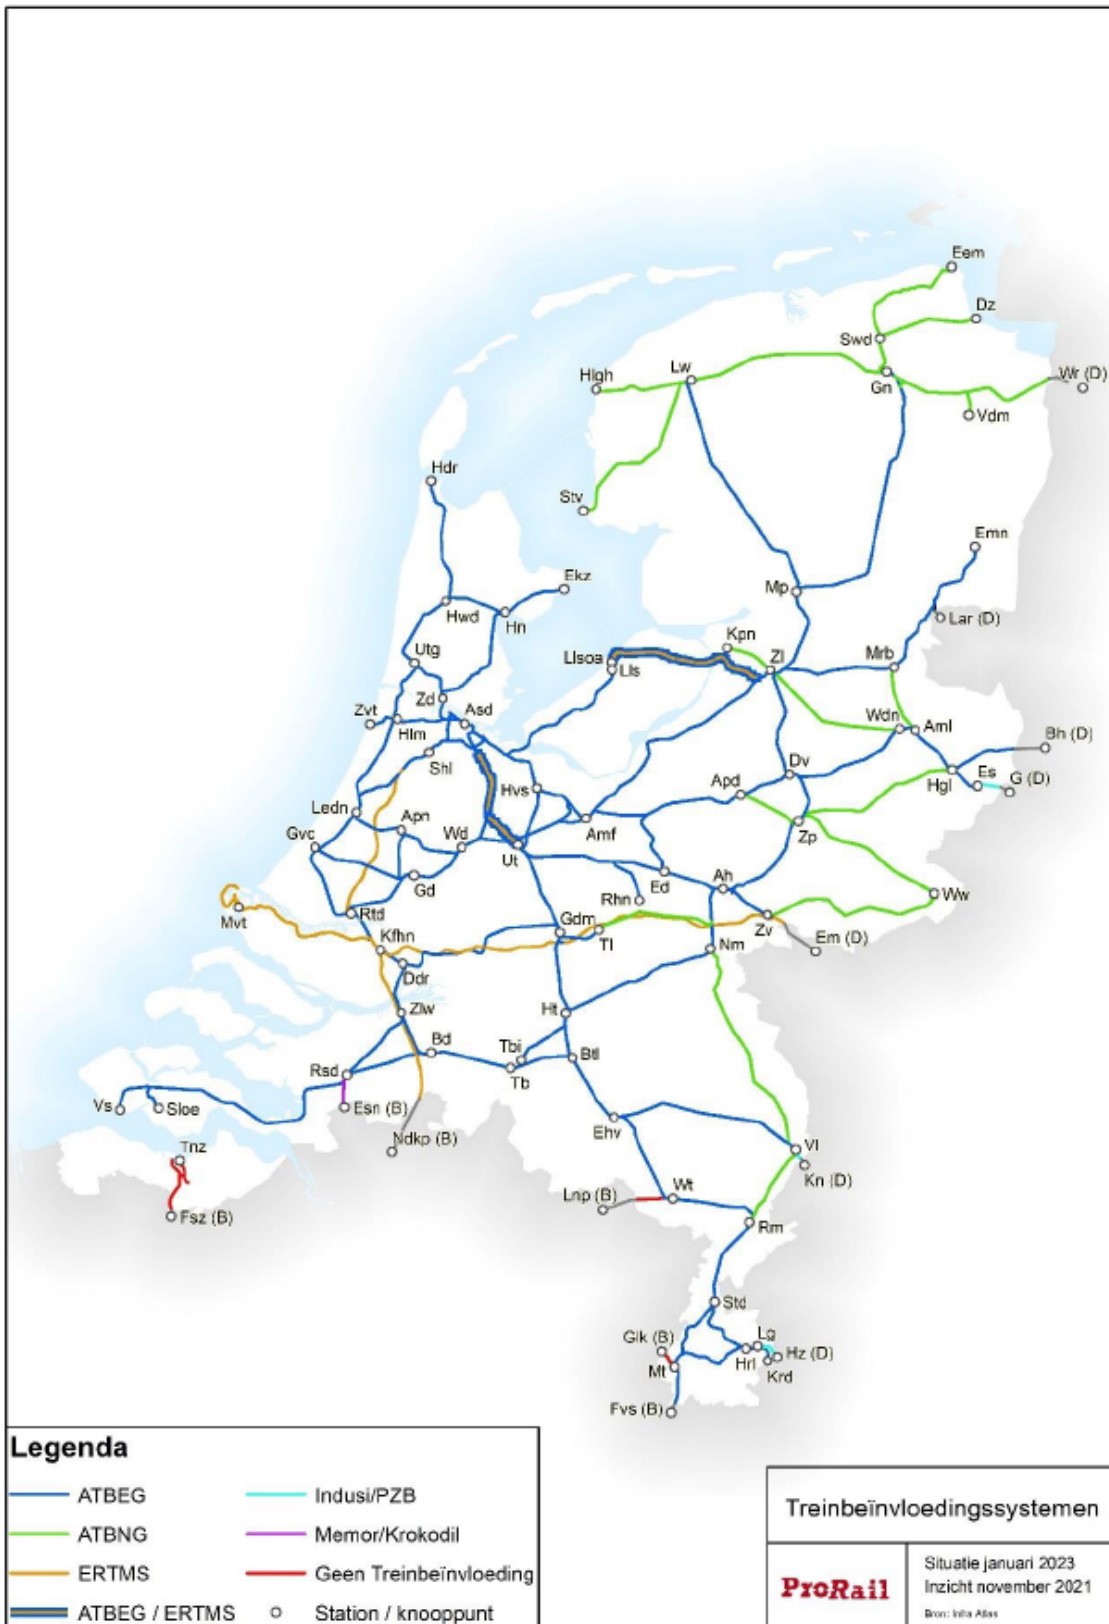 Eem
Dz
Swd
Lw
Hlgh
Gn
Wr (D)
Vdm
Hdr
Stv
Emn
Ekz
Mp
Hwd
Hn
Lar (D)
Kpn
Utg
Llsoa
Zl
Mrb
Lls
Zd
Asd
Wdn
Aml
Zvt
Hlm
Bh (D)
Shl
Dv
Es
Hgl
G (D)
Hvs
Apd
Ledn
Apn
Gvc
Wd
Amf
Zp
Ut
Gd
Ed
Ah
Rhn
Ww
Mvt
Rtd
Gdm
Tl
Zv
Kfhn
Nm
Em (D)
Ddr
Zlw
Ht
Bd
Tbi
Btl
Rsd
Tb
Vs
Sloe
Esn (B)
Ehv
Ndkp (B)
Tnz
Vl
Kn (D)
Lnp (B)
Wt
Fsz (B)
Rm
Std
Glk (B)
Lg
Hz (D)
Mt
Hrl
Krd
Fvs (B)
Legenda
ATBEG
Indusi/PZB
ATBNG
Memor/Krokodil
ERTMS
Geen Treinbeïnvloeding
ATBEG / ERTMS
Station / knooppunt
Treinbeïnvloedingssystemen
ProRail
Situatie januari 2023
Inzicht november 2021
Bron: Infra Atlas